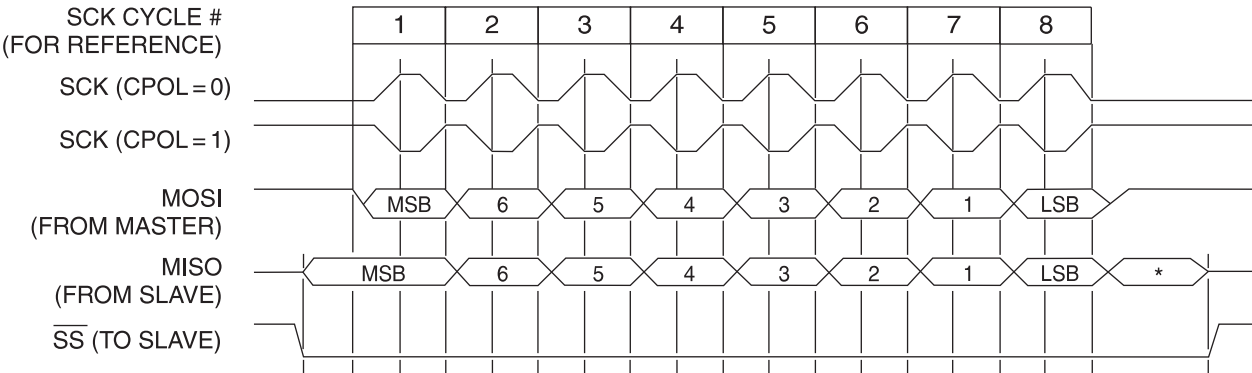 SCK CYCLE #
(FOR REFERENCE)
1 2 3 4 5 6 7 8
SCK (CPOL = 0)
SCK (CPOL = 1)
MOSI
(FROM MASTER)
MSB 6 5 4 3 2 1 LSB
MISO
(FROM SLAVE)
MSB 6 5 4 3 2 1 LSB *
SS (TO SLAVE)